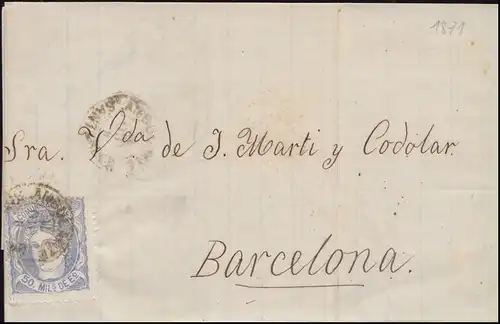 1871
Sra. Vda de J. Marti y Codolar
Barcelona.
50 MILS DE ES